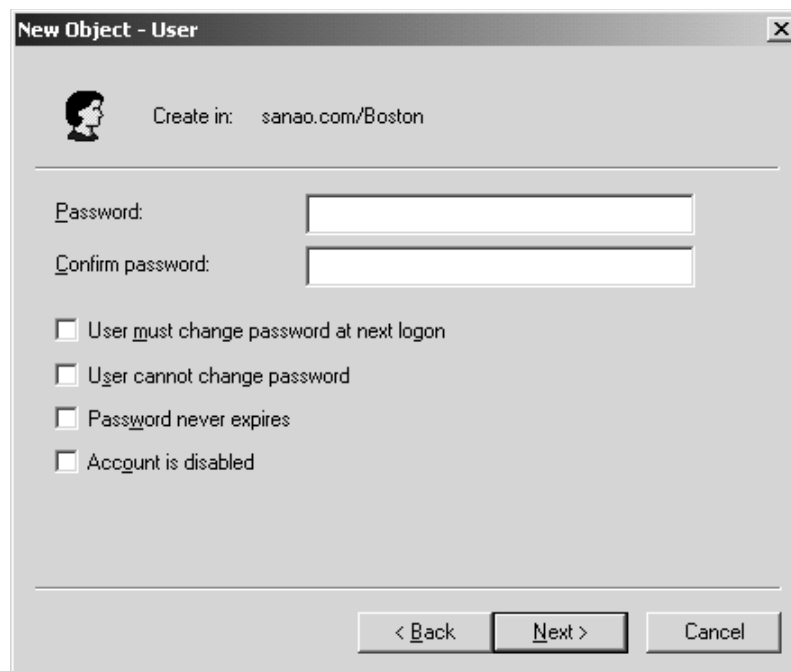 New Object - User
Create in: sanao.com/Boston
Password:
Confirm password:
User must change password at next logon
User cannot change password
Password never expires
Account is disabled
< Back Next > Cancel